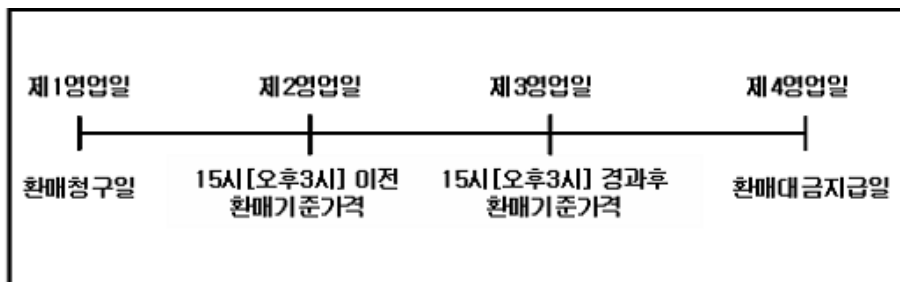 제1영업일 제2영업일 제3영업일 제4영업일
환매청구일 15시[오후3시] 이전 15시[오후3시] 경과후 환매대금지급일
환매기준가격 환매기준가격